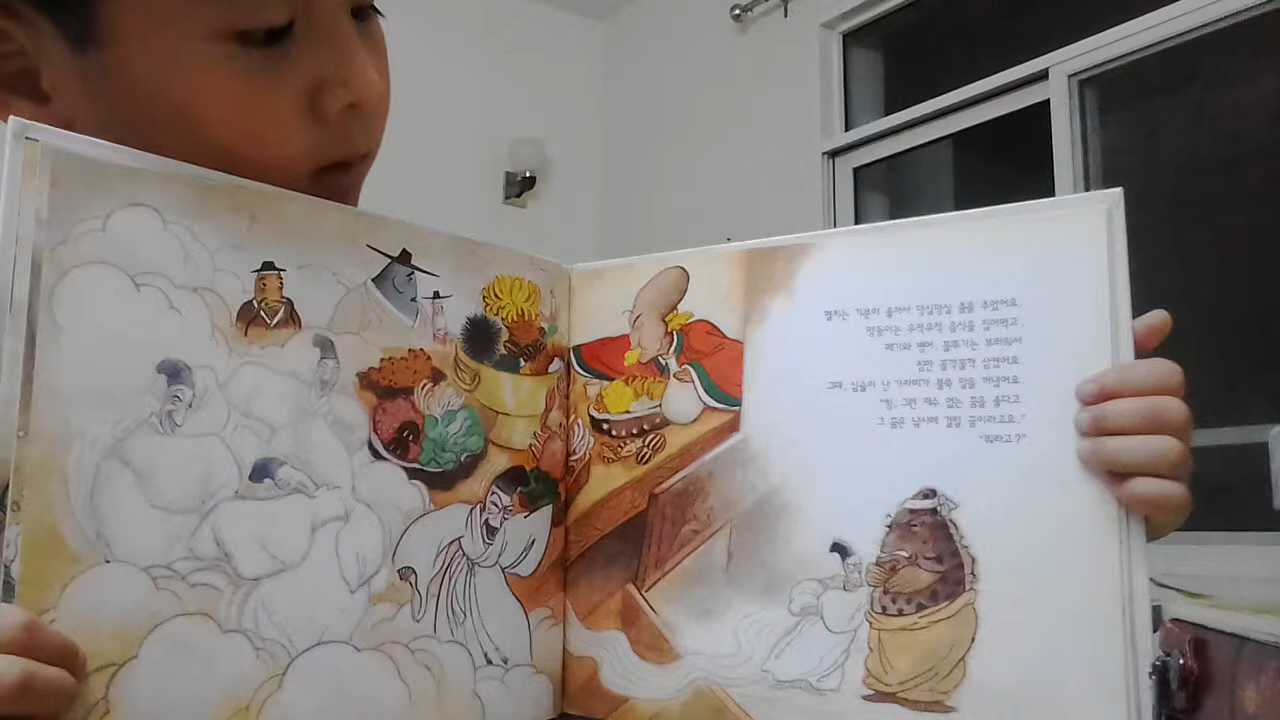 멸치는 기분이 좋아서 덩실덩실 춤을 추었어요.
망둥이는 우적우적 음식을 집어먹고,
메기와 병어, 꼴뚜기는 부러워서
침만 꼴깍꼴깍 삼켰어요.
그때, 심술이 난 가자미가 불쑥 말을 꺼냈어요.
"흥, 그런 재수 없는 꿈을 좋다고.
그 꿈은 낚시에 걸릴 꿈이라고요."
"뭐라고?"